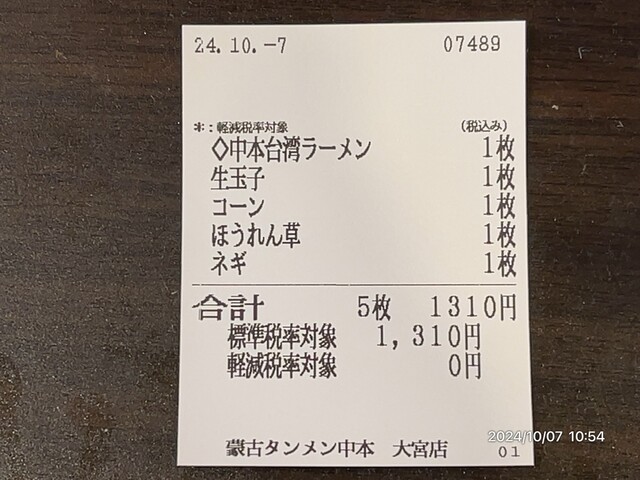 24.10.-7 07489
*:軽減税率対象 (税込み)
◇中本台湾ラーメン 1枚
生玉子 1枚
コーン 1枚
ほうれん草 1枚
ネギ 1枚
合計 5枚 1310円
標準税率対象 1,310円
軽減税率対象 0円
蒙古タンメン中本 大宮店
2024/10/07 10:54
01